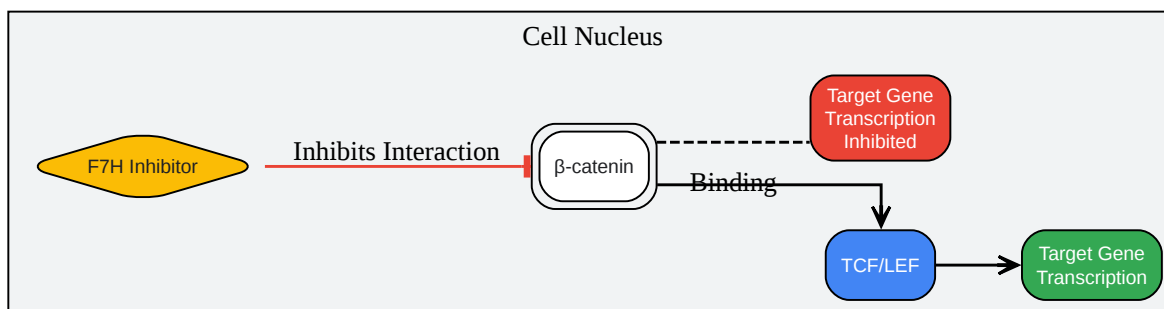 Cell Nucleus
Target Gene
Transcription
Inhibited
F7H Inhibitor
Inhibits Interaction
β-catenin
Binding
TCF/LEF
Target Gene
Transcription